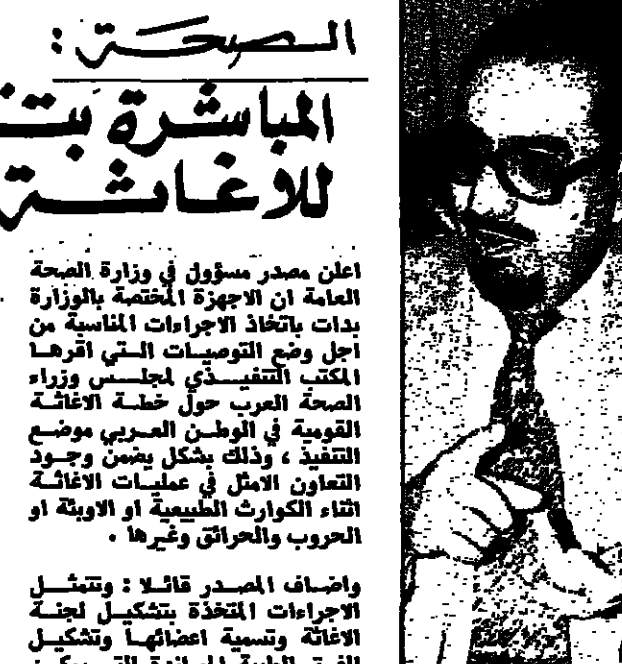 الصحة :
المباشرة بتن
للاغاثة
اعلن مصدر مسؤول في وزارة الصحة
العامة ان الاجهزة المختصة بالوزارة
بدات باتخاذ الاجراءات المناسبة من
اجل وضع التوصيات التي اقرها
المكتب التنفيذي لمجلس وزراء
الصحة العرب حول خطة الاغاثة
القومية في الوطن العربي موضع
التنفيذ ، وذلك بشكل يضمن وجود
التعاون الامثل في عمليات الاغاثة
اثناء الكوارث الطبيعية او الاوبئة او
الحروب والحرائق وغيرها .
واضاف المصدر قائلا : وتتمثل
الاجراءات المتخذة بتشكيل لجنة
الاغاثة وتسمية اعضائها وتشكيل